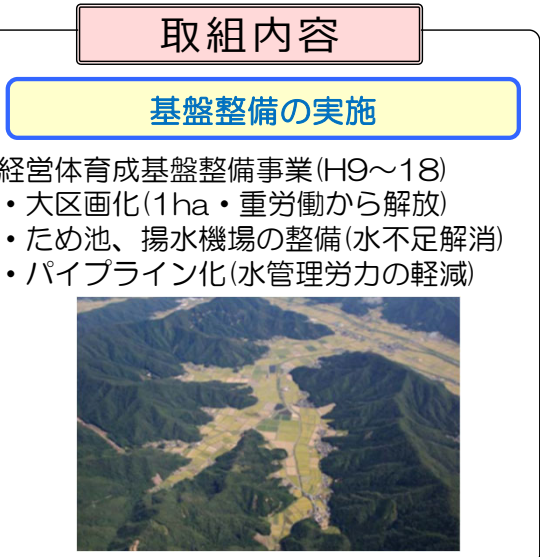 取組内容
基盤整備の実施
経営体育成基盤整備事業(H9～18)
・大区画化(1ha・重労働から解放)
・ため池、揚水機場の整備(水不足解消)
・パイプライン化(水管理労力の軽減)